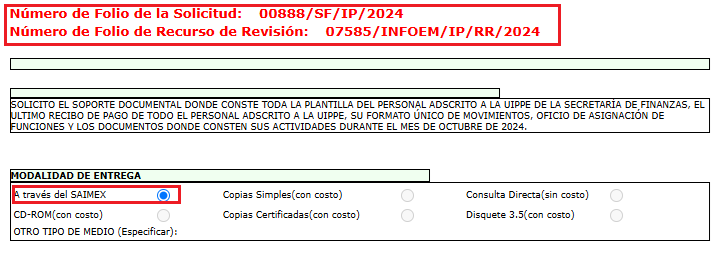 Número de Folio de la Solicitud: 00888/SF/IP/2024
Número de Folio de Recurso de Revisión: 07585/INFOEM/IP/RR/2024
SOLICITO EL SOPORTE DOCUMENTAL DONDE CONSTE TODA LA PLANTILLA DEL PERSONAL ADSCRITO A LA UIPPE DE LA SECRETARÍA DE FINANZAS, EL
ULTIMO RECIBO DE PAGO DE TODO EL PERSONAL ADSCRITO A LA UIPPE, SU FORMATO ÚNICO DE MOVIMIENTOS, OFICIO DE ASIGNACIÓN DE
FUNCIONES Y LOS DOCUMENTOS DONDE CONSTEN SUS ACTIVIDADES DURANTE EL MES DE OCTUBRE DE 2024.
MODALIDAD DE ENTREGA
A través del SAIMEX Copias Simples(con costo) Consulta Directa(sin costo)
CD-ROM(con costo) Copias Certificadas(con costo) Disquete 3.5(con costo)
OTRO TIPO DE MEDIO (Especificar):